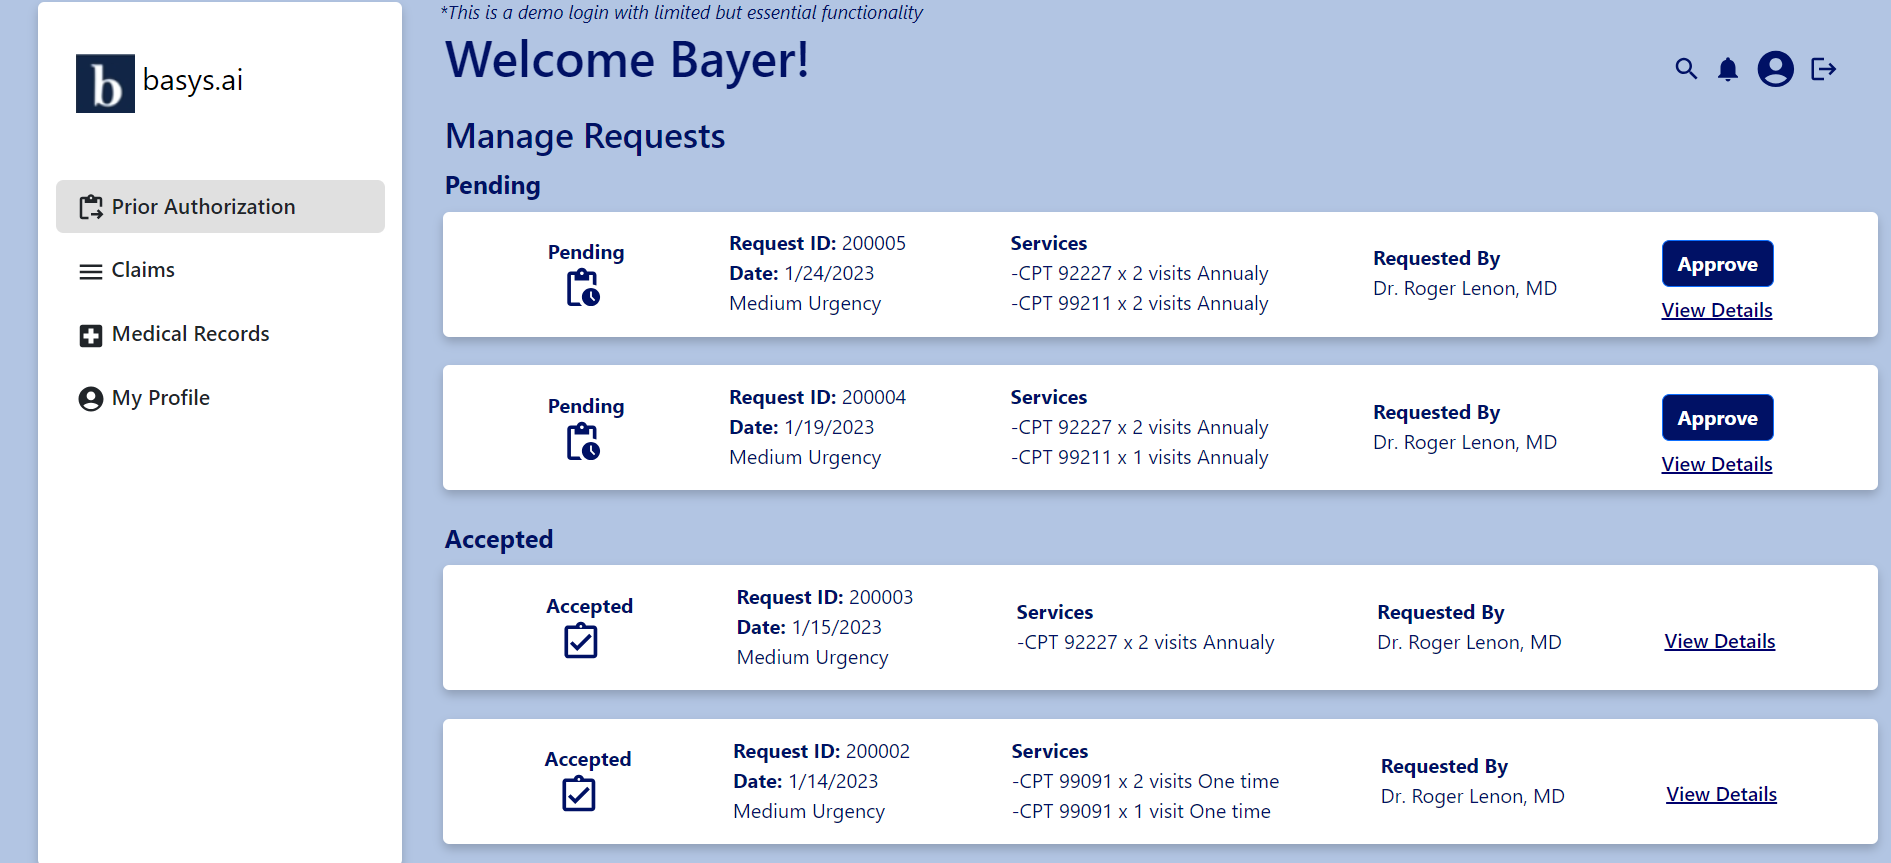 *This is a demo login with limited but essential functionality
b basys.ai
Welcome Bayer!
Prior Authorization
Claims
Medical Records
My Profile
Manage Requests
Pending
Pending
Request ID: 200005
Date: 1/24/2023
Medium Urgency
Services
-CPT 92227 x 2 visits Annualy
-CPT 99211 x 2 visits Annualy
Requested By
Dr. Roger Lenon, MD
Approve
View Details
Pending
Request ID: 200004
Date: 1/19/2023
Medium Urgency
Services
-CPT 92227 x 2 visits Annualy
-CPT 99211 x 1 visits Annualy
Requested By
Dr. Roger Lenon, MD
Approve
View Details
Accepted
Accepted
Request ID: 200003
Date: 1/15/2023
Medium Urgency
Services
-CPT 92227 x 2 visits Annualy
Requested By
Dr. Roger Lenon, MD
View Details
Accepted
Request ID: 200002
Date: 1/14/2023
Medium Urgency
Services
-CPT 99091 x 2 visits One time
-CPT 99091 x 1 visit One time
Requested By
Dr. Roger Lenon, MD
View Details